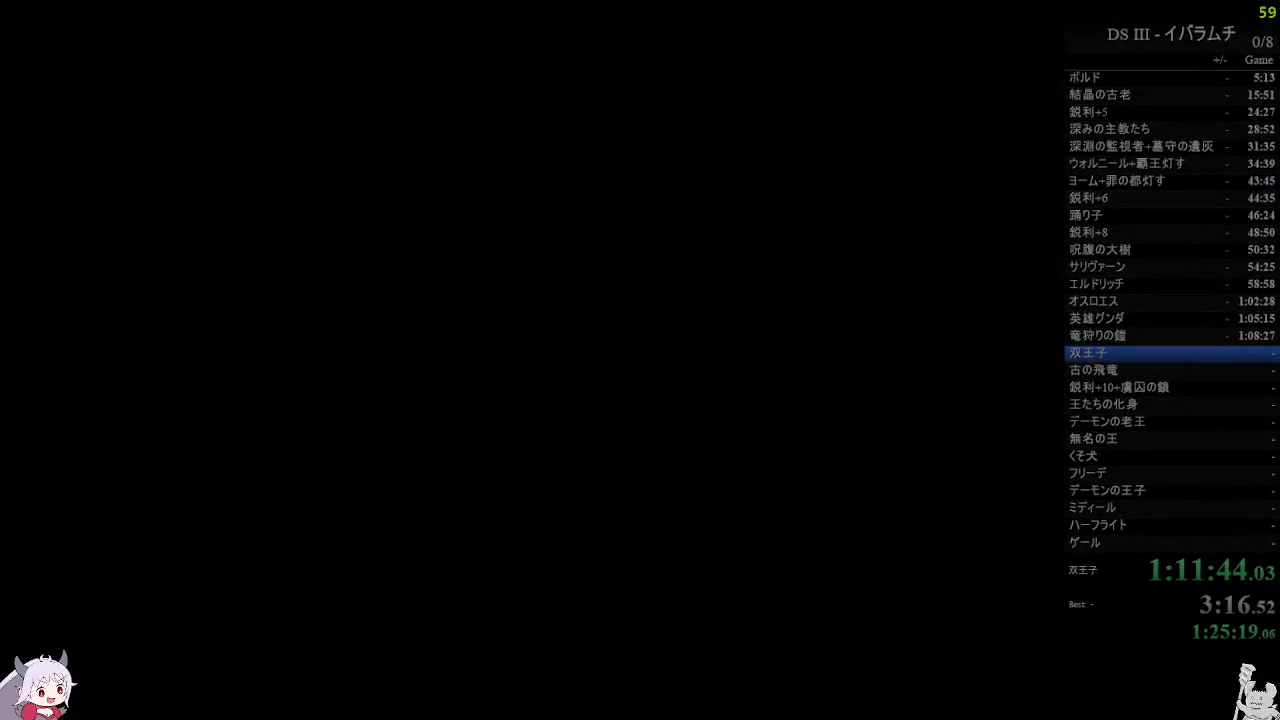 59
DS III - イバラムチ 0/8
+/- Game
ボルド - 5:13
結晶の古老 - 15:51
鋭利+5 - 24:27
深みの主教たち - 28:52
深淵の監視者+墓守の遺灰 - 31:35
ウォルニール+覇王灯す - 34:39
ヨーム+罪の都灯す - 43:45
鋭利+6 - 44:35
踊り子 - 46:24
鋭利+8 - 48:50
呪腹の大樹 - 50:32
サリヴァーン - 54:25
エルドリッチ - 58:58
オスロエス - 1:02:28
英雄グンダ - 1:05:15
竜狩りの鎧 - 1:08:27
双王子 -
古の飛竜 -
鋭利+10+虜囚の鎖 -
王たちの化身 -
デーモンの老王 -
無名の王 -
くそ犬 -
フリーデ -
デーモンの王子 -
ミディール -
ハーフライト -
ゲール -
双王子 1:11:44.03
Best: - 3:16.52
1:25:19.06